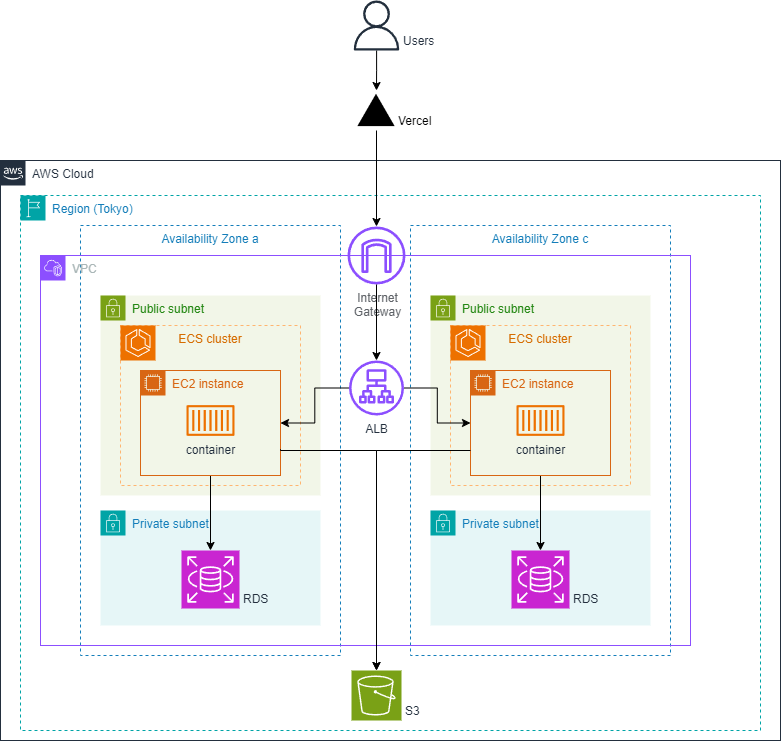 Users
Vercel
aws
AWS Cloud
Region (Tokyo)
Availability Zone a
Availability Zone c
VPC
Internet
Gateway
Public subnet
Public subnet
ECS cluster
ECS cluster
EC2 instance
EC2 instance
ALB
container
container
Private subnet
Private subnet
RDS
RDS
S3